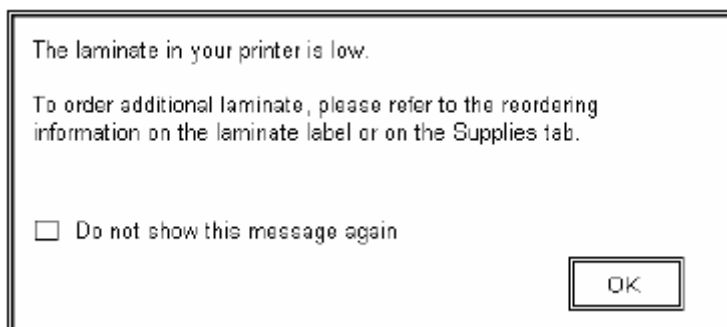 The laminate in your printer is low.
To order additional laminate, please refer to the reordering
information on the laminate label or on the Supplies tab.
Do not show this message again
OK